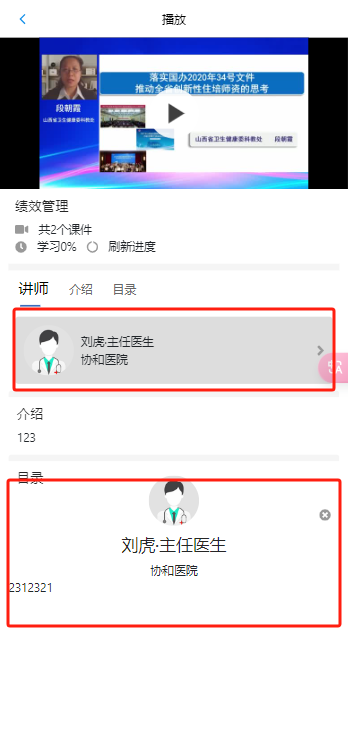 播放
落实国办2020年34号文件
推动全省创新性住培师资的思考
段朝霞
山西省卫生健康委科教处
山西省卫生健康委科教处 段朝霞
绩效管理
共2个课件
学习0% 刷新进度
讲师 介绍 目录
刘虎·主任医生
协和医院
介绍
123
目录
刘虎·主任医生
协和医院
2312321